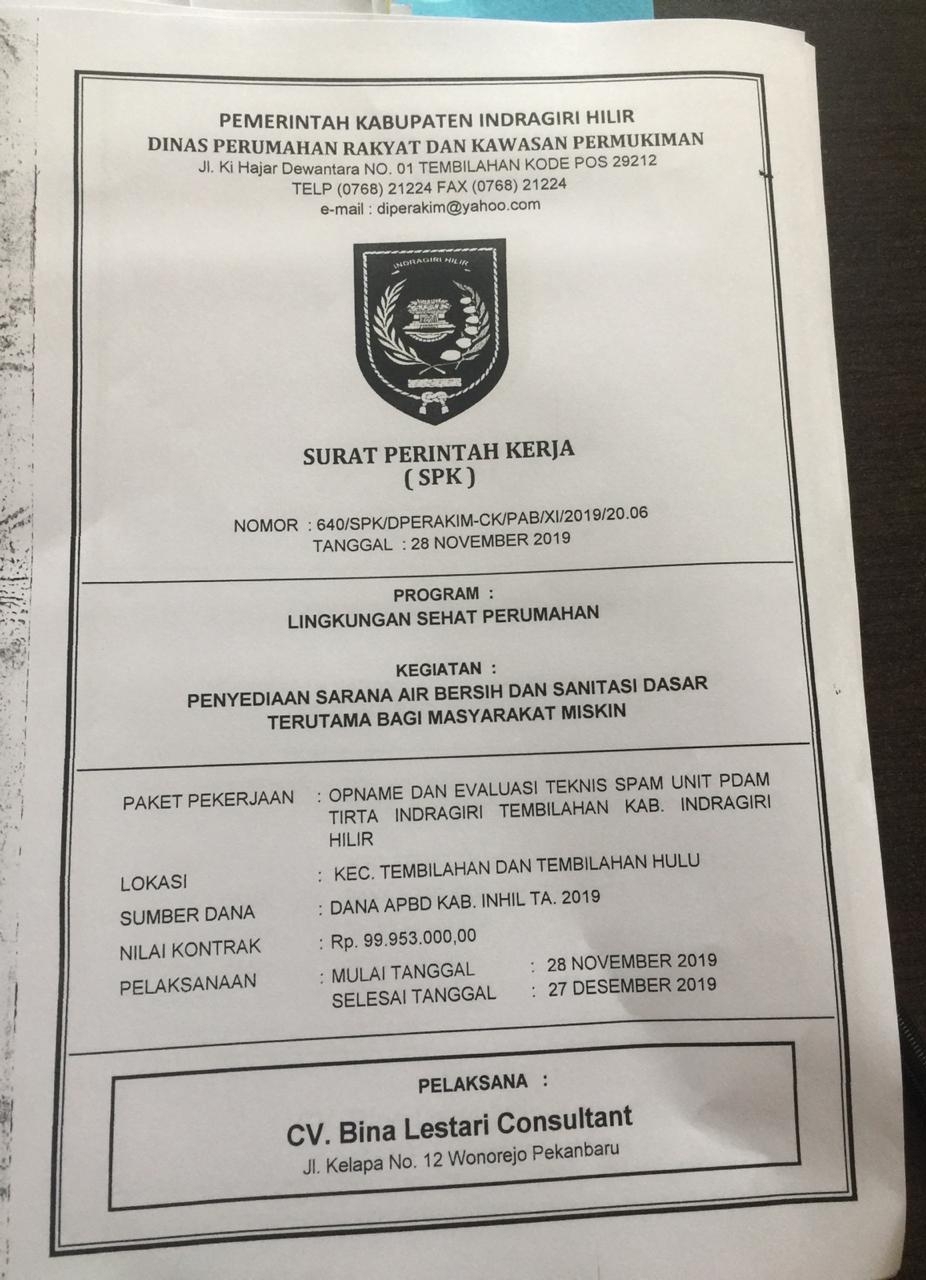 PEMERINTAH KABUPATEN INDRAGIRI HILIR
DINAS PERUMAHAN RAKYAT DAN KAWASAN PERMUKIMAN
Jl. Ki Hajar Dewantara NO. 01 TEMBILAHAN KODE POS 29212
TELP (0768) 21224 FAX (0768) 21224
e-mail : diperakim@yahoo.com
INDRAGIRI HILIR
SURAT PERINTAH KERJA
( SPK )
NOMOR : 640/SPK/DPERAKIM-CK/PAB/XI/2019/20.06
TANGGAL : 28 NOVEMBER 2019
PROGRAM :
LINGKUNGAN SEHAT PERUMAHAN
KEGIATAN :
PENYEDIAAN SARANA AIR BERSIH DAN SANITASI DASAR
TERUTAMA BAGI MASYARAKAT MISKIN
PAKET PEKERJAAN : OPNAME DAN EVALUASI TEKNIS SPAM UNIT PDAM
TIRTA INDRAGIRI TEMBILAHAN KAB. INDRAGIRI
HILIR
LOKASI : KEC. TEMBILAHAN DAN TEMBILAHAN HULU
SUMBER DANA : DANA APBD KAB. INHIL TA. 2019
NILAI KONTRAK : Rp. 99.953.000,00
PELAKSANAAN : MULAI TANGGAL : 28 NOVEMBER 2019
SELESAI TANGGAL : 27 DESEMBER 2019
PELAKSANA :
CV. Bina Lestari Consultant
Jl. Kelapa No. 12 Wonorejo Pekanbaru